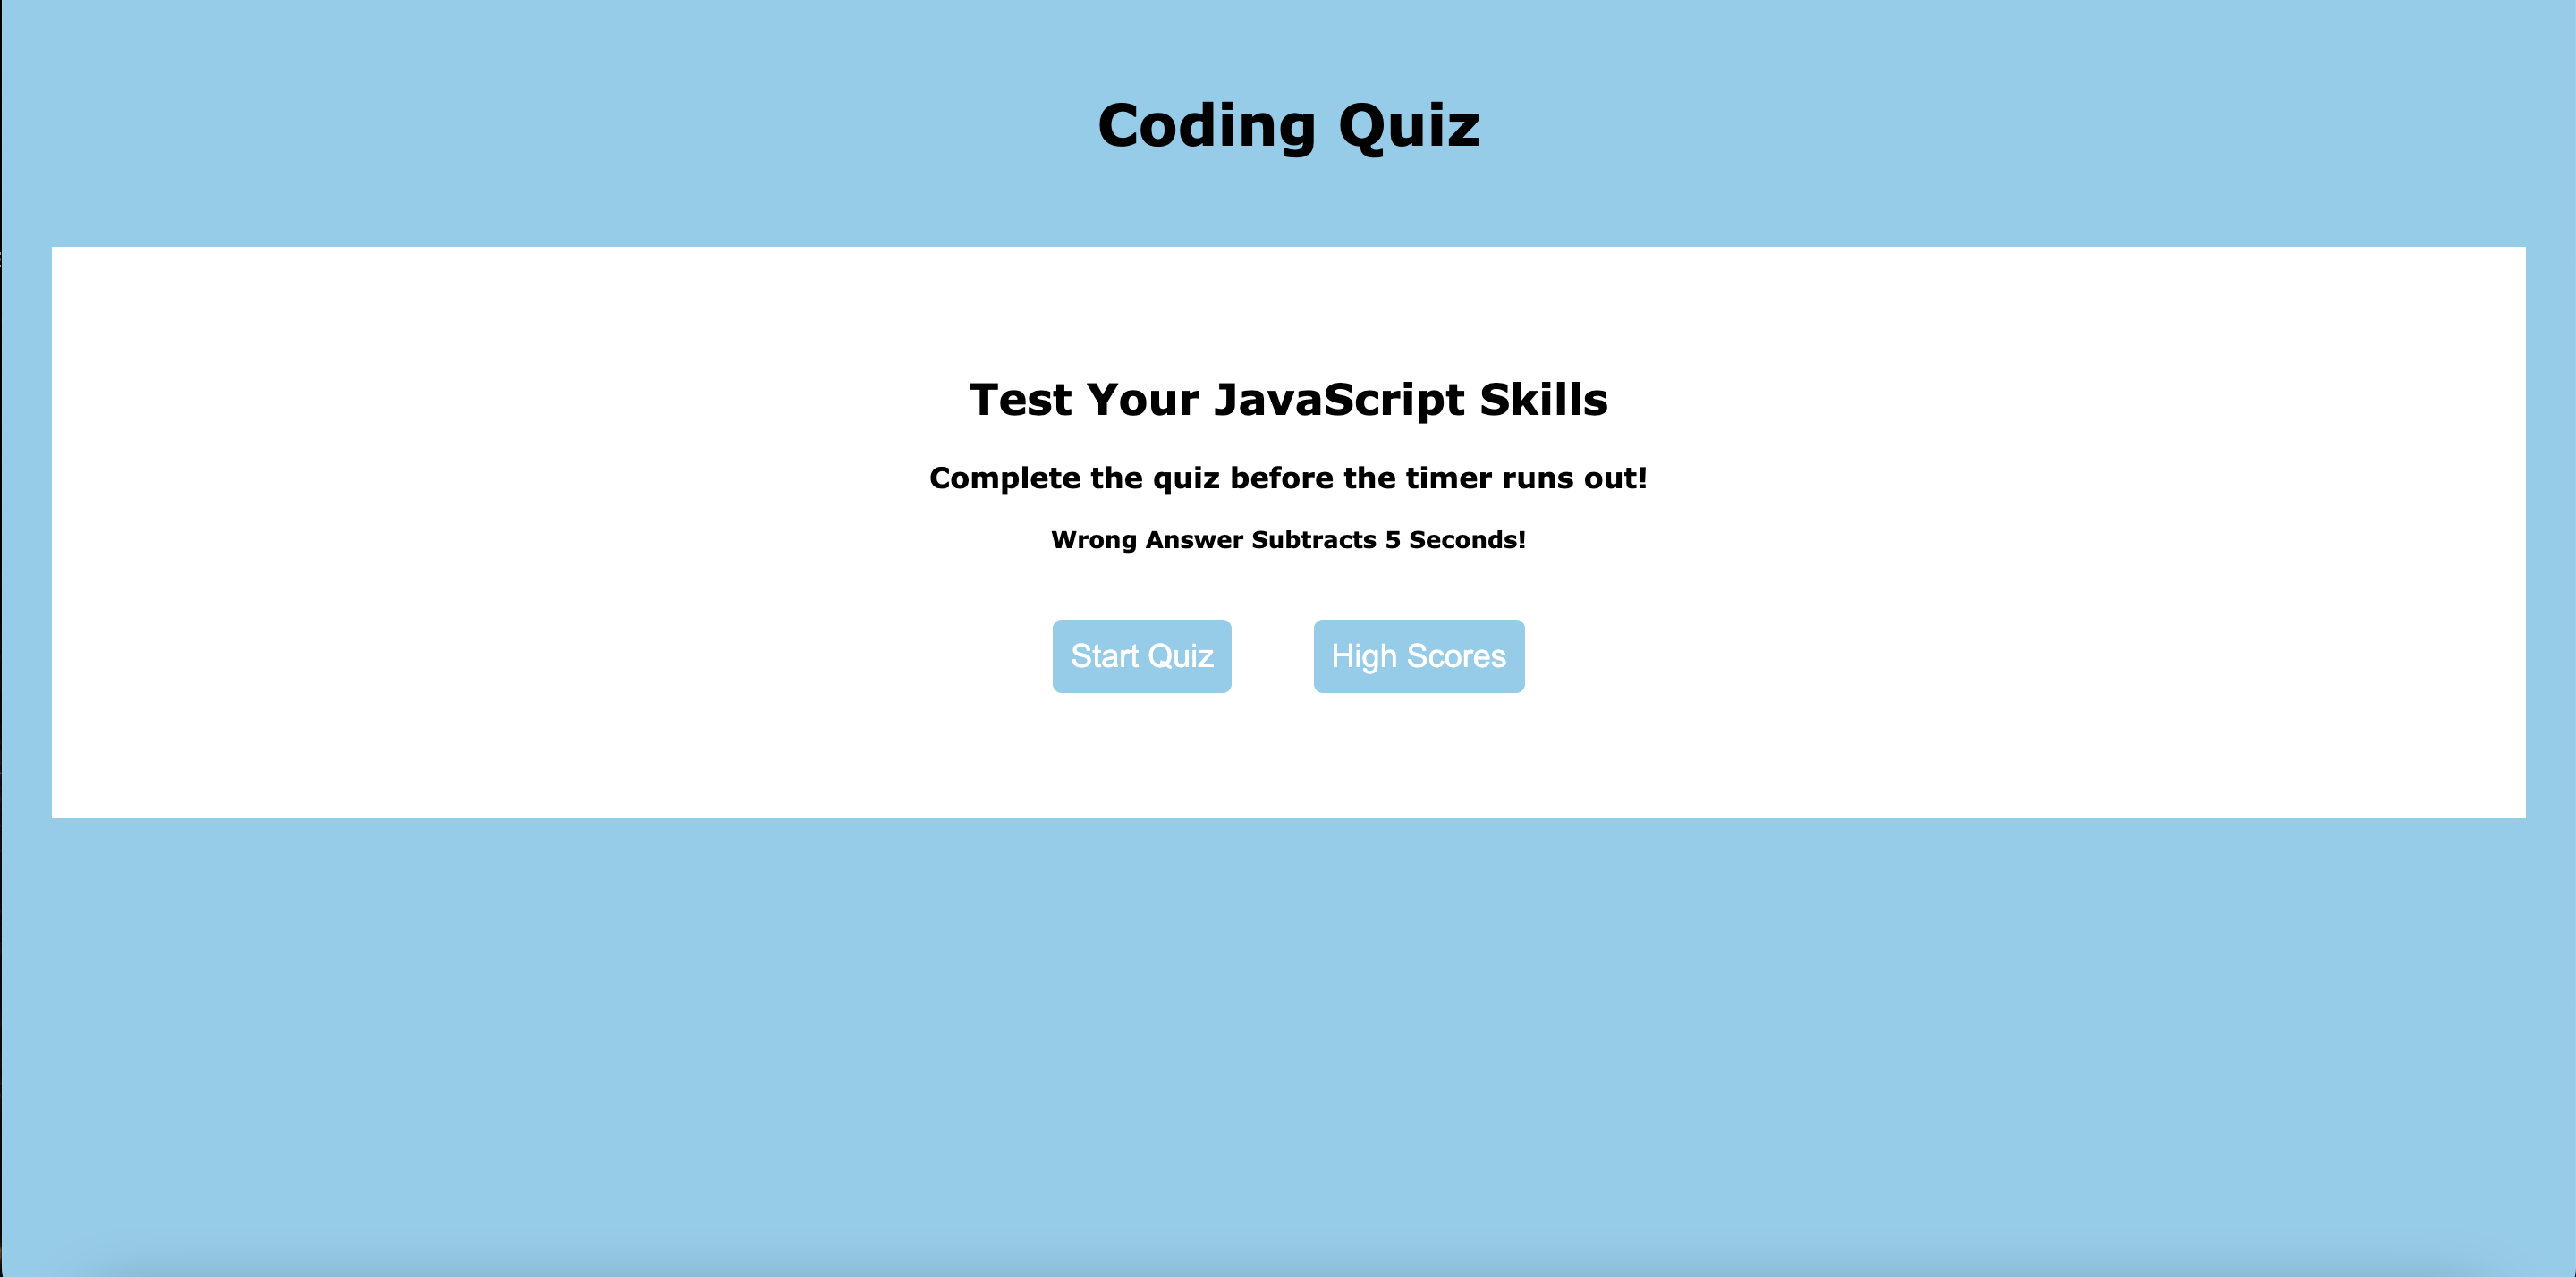 Coding Quiz
Test Your JavaScript Skills
Complete the quiz before the timer runs out!
Wrong Answer Subtracts 5 Seconds!
Start Quiz High Scores